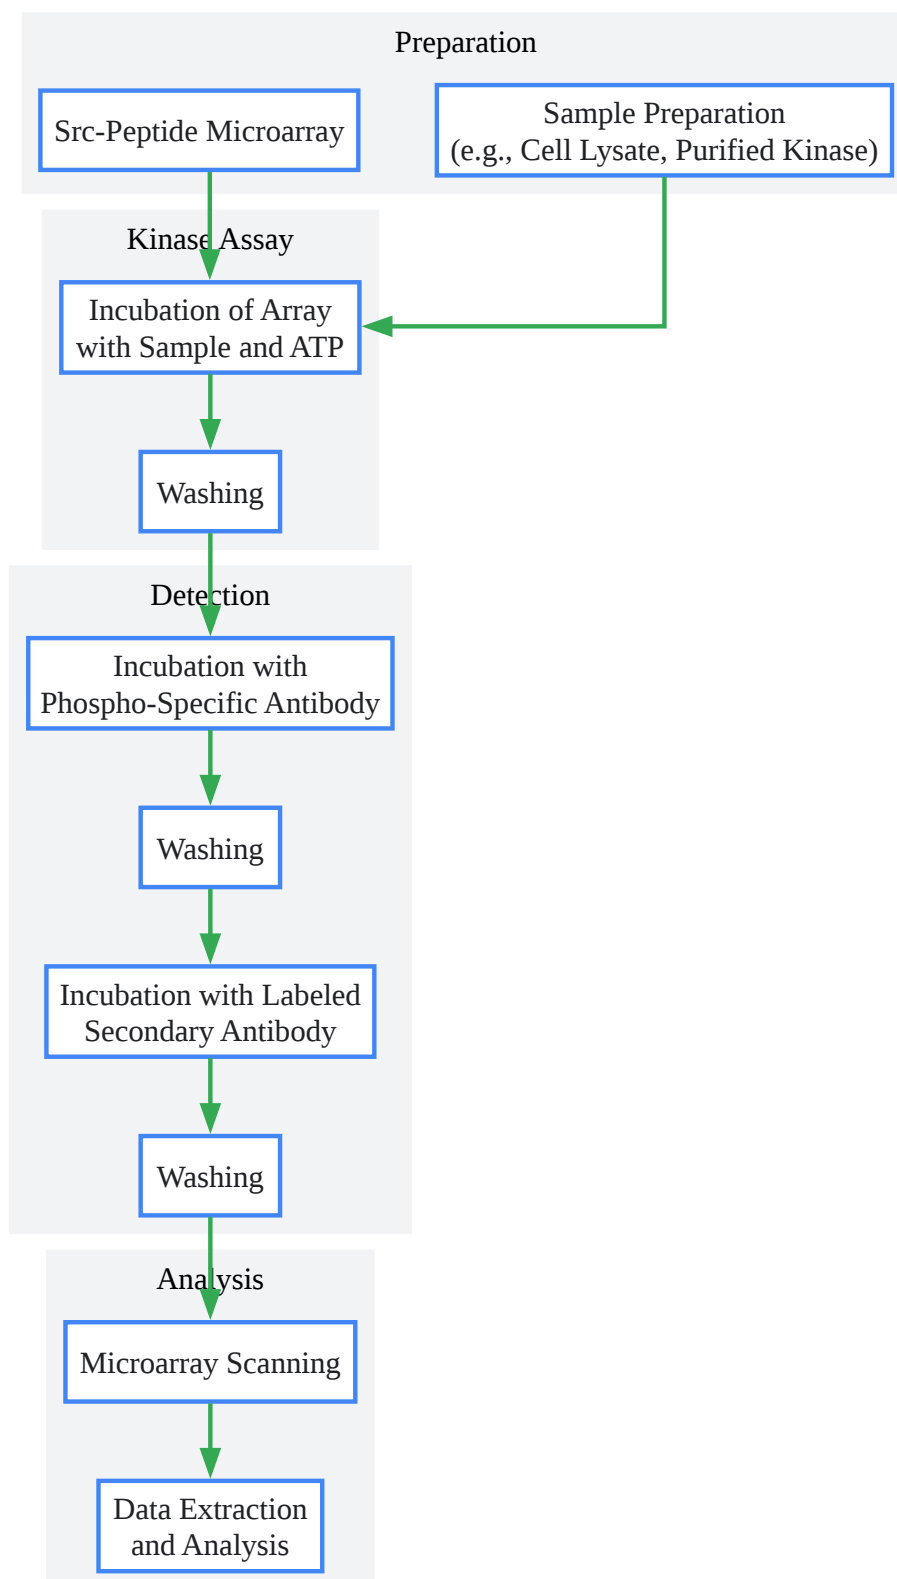 Preparation
Src-Peptide Microarray
Sample Preparation
(e.g., Cell Lysate, Purified Kinase)
Kinase Assay
Incubation of Array
with Sample and ATP
Washing
Detection
Incubation with
Phospho-Specific Antibody
Washing
Incubation with Labeled
Secondary Antibody
Washing
Analysis
Microarray Scanning
Data Extraction
and Analysis